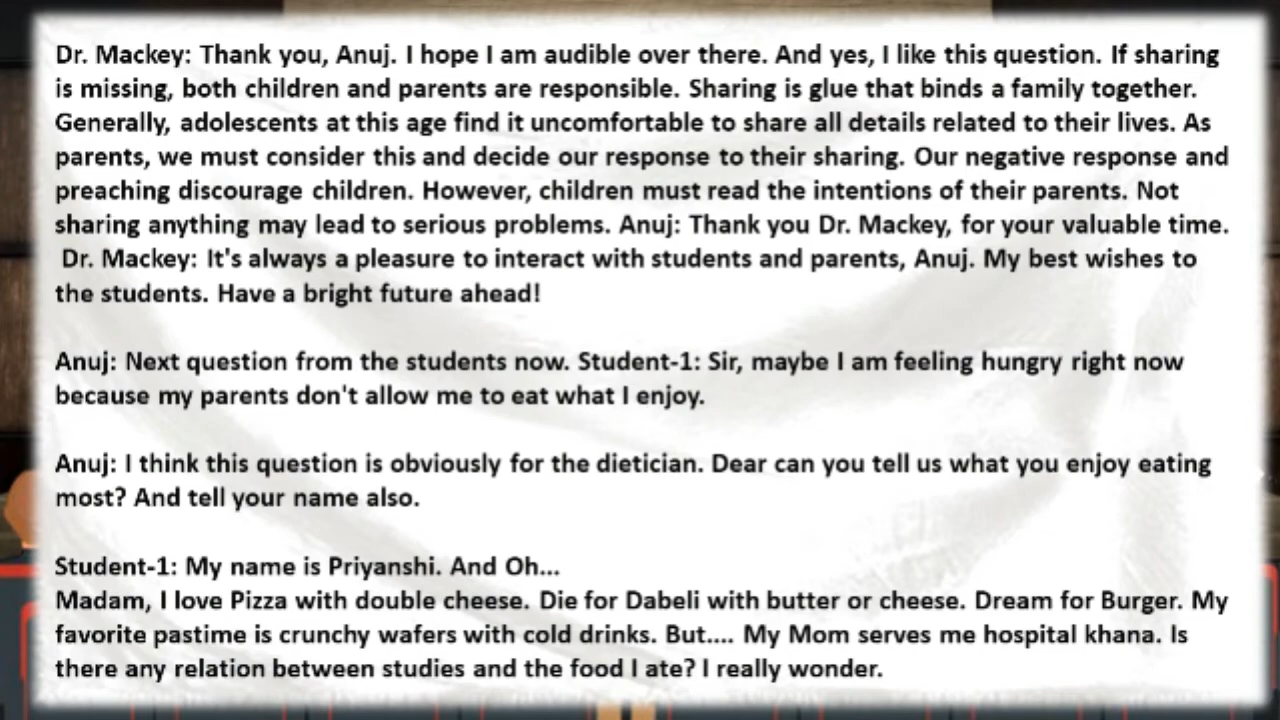 Dr. Mackey: Thank you, Anuj. I hope I am audible over there. And yes, I like this question. If sharing
is missing, both children and parents are responsible. Sharing is glue that binds a family together.
Generally, adolescents at this age find it uncomfortable to share all details related to their lives. As
parents, we must consider this and decide our response to their sharing. Our negative response and
preaching discourage children. However, children must read the intentions of their parents. Not
sharing anything may lead to serious problems. Anuj: Thank you Dr. Mackey, for your valuable time.
Dr. Mackey: It's always a pleasure to interact with students and parents, Anuj. My best wishes to
the students. Have a bright future ahead!
Anuj: Next question from the students now. Student-1: Sir, maybe I am feeling hungry right now
because my parents don't allow me to eat what I enjoy.
Anuj: I think this question is obviously for the dietician. Dear can you tell us what you enjoy eating
most? And tell your name also.
Student-1: My name is Priyanshi. And Oh...
Madam, I love Pizza with double cheese. Die for Dabeli with butter or cheese. Dream for Burger. My
favorite pastime is crunchy wafers with cold drinks. But.... My Mom serves me hospital khana. Is
there any relation between studies and the food I ate? I really wonder.